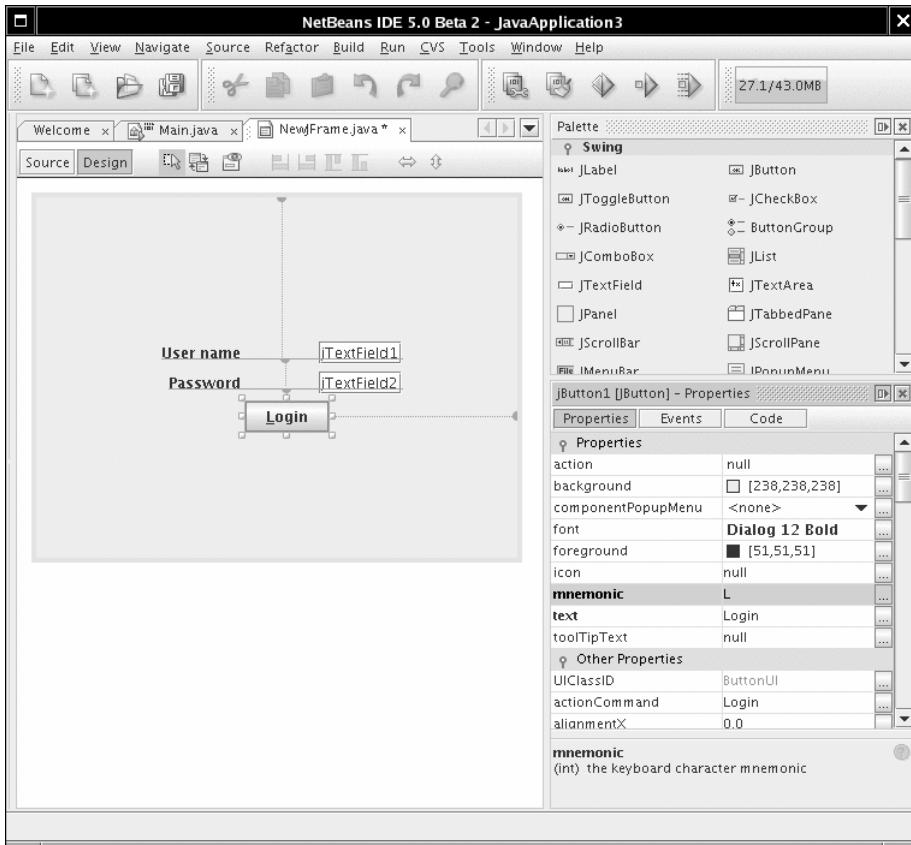 NetBeans IDE 5.0 Beta 2 - JavaApplication3
File Edit View Navigate Source Refactor Build Run CVS Tools Window Help
27.1/43.0MB
Welcome x Main.java x NewJFrame.java * x
Source Design
User name jTextField1
Password jTextField2
Login
Palette
Swing
JLabel JButton
JToggleButton JCheckBox
JRadioButton ButtonGroup
JComboBox JList
JTextField JTextArea
JPanel JTabbedPane
JScrollBar JScrollPane
JMenuBar JPopupMenu
jButton1 [JButton] - Properties
Properties Events Code
Properties
action null ...
background [238,238,238] ...
componentPopupMenu <none> ...
font Dialog 12 Bold ...
foreground [51,51,51] ...
icon null ...
mnemonic L ...
text Login ...
toolTipText null ...
Other Properties
UIClassID ButtonUI ...
actionCommand Login ...
alignmentX 0.0
mnemonic
(int) the keyboard character mnemonic